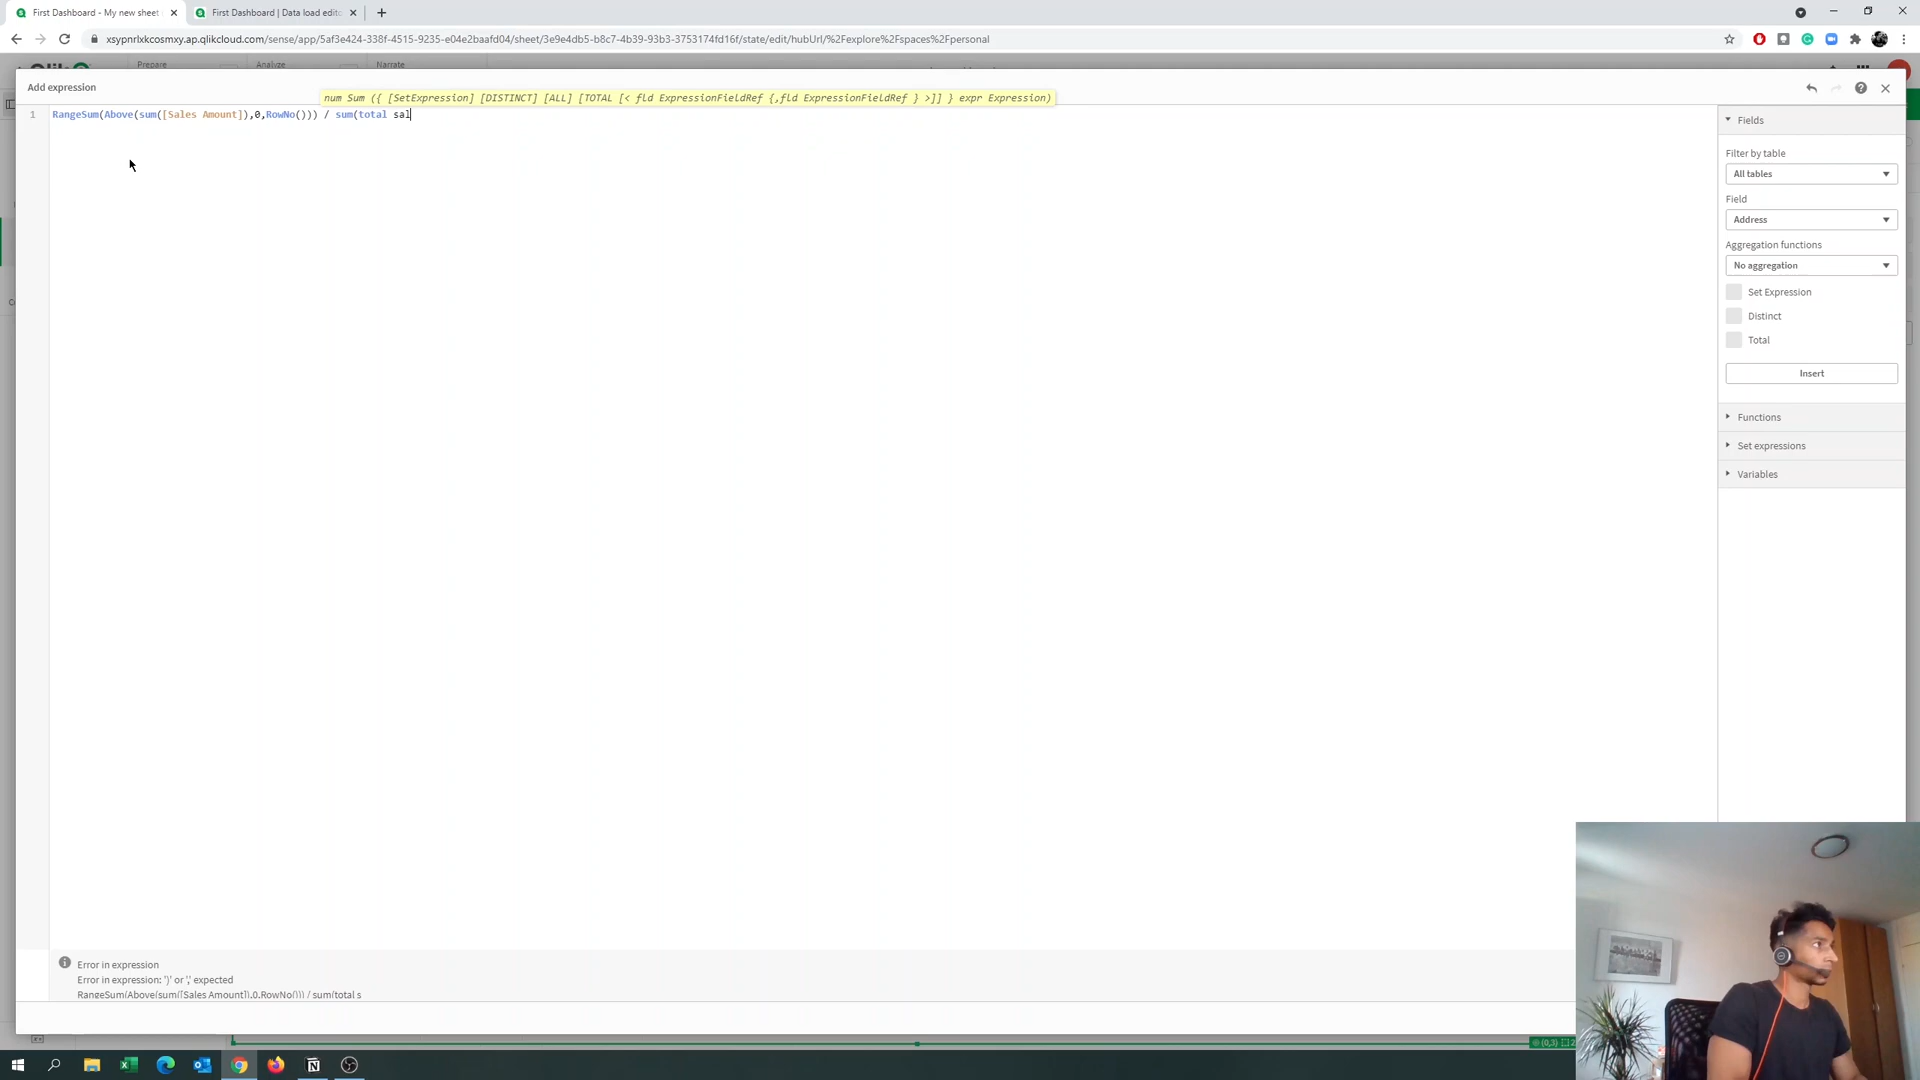 First Dashboard - My new sheet
First Dashboard | Data load edito
xsypnrlxkcosmxy.ap.qlikcloud.com/sense/app/5af3e424-338f-4515-9235-e04e2baafd04/sheet/3e9e4db5-b8c7-4b39-93b3-3753174fd16f/state/edit/hubUrl/%2Fexplore%2Fspaces%2Fpersonal
Prepare
Analyze
Narrate
Add expression
num Sum ({ [SetExpression] [DISTINCT] [ALL] [TOTAL [< fld ExpressionFieldRef {,fld ExpressionFieldRef } >]] } expr Expression)
1 RangeSum(Above(sum([Sales Amount]),0,RowNo())) / sum(total sal
Fields
Filter by table
All tables
Field
Address
Aggregation functions
No aggregation
Set Expression
Distinct
Total
Insert
Functions
Set expressions
Variables
Error in expression
Error in expression: ')' or ',' expected
RangeSum(Above(sum([Sales Amount]),0,RowNo())) / sum(total s